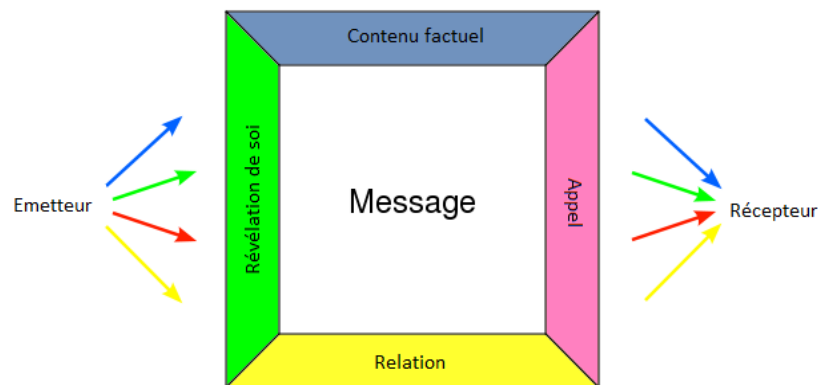 Contenu factuel
Révélation de soi
Emetteur
Message
Appel
Récepteur
Relation